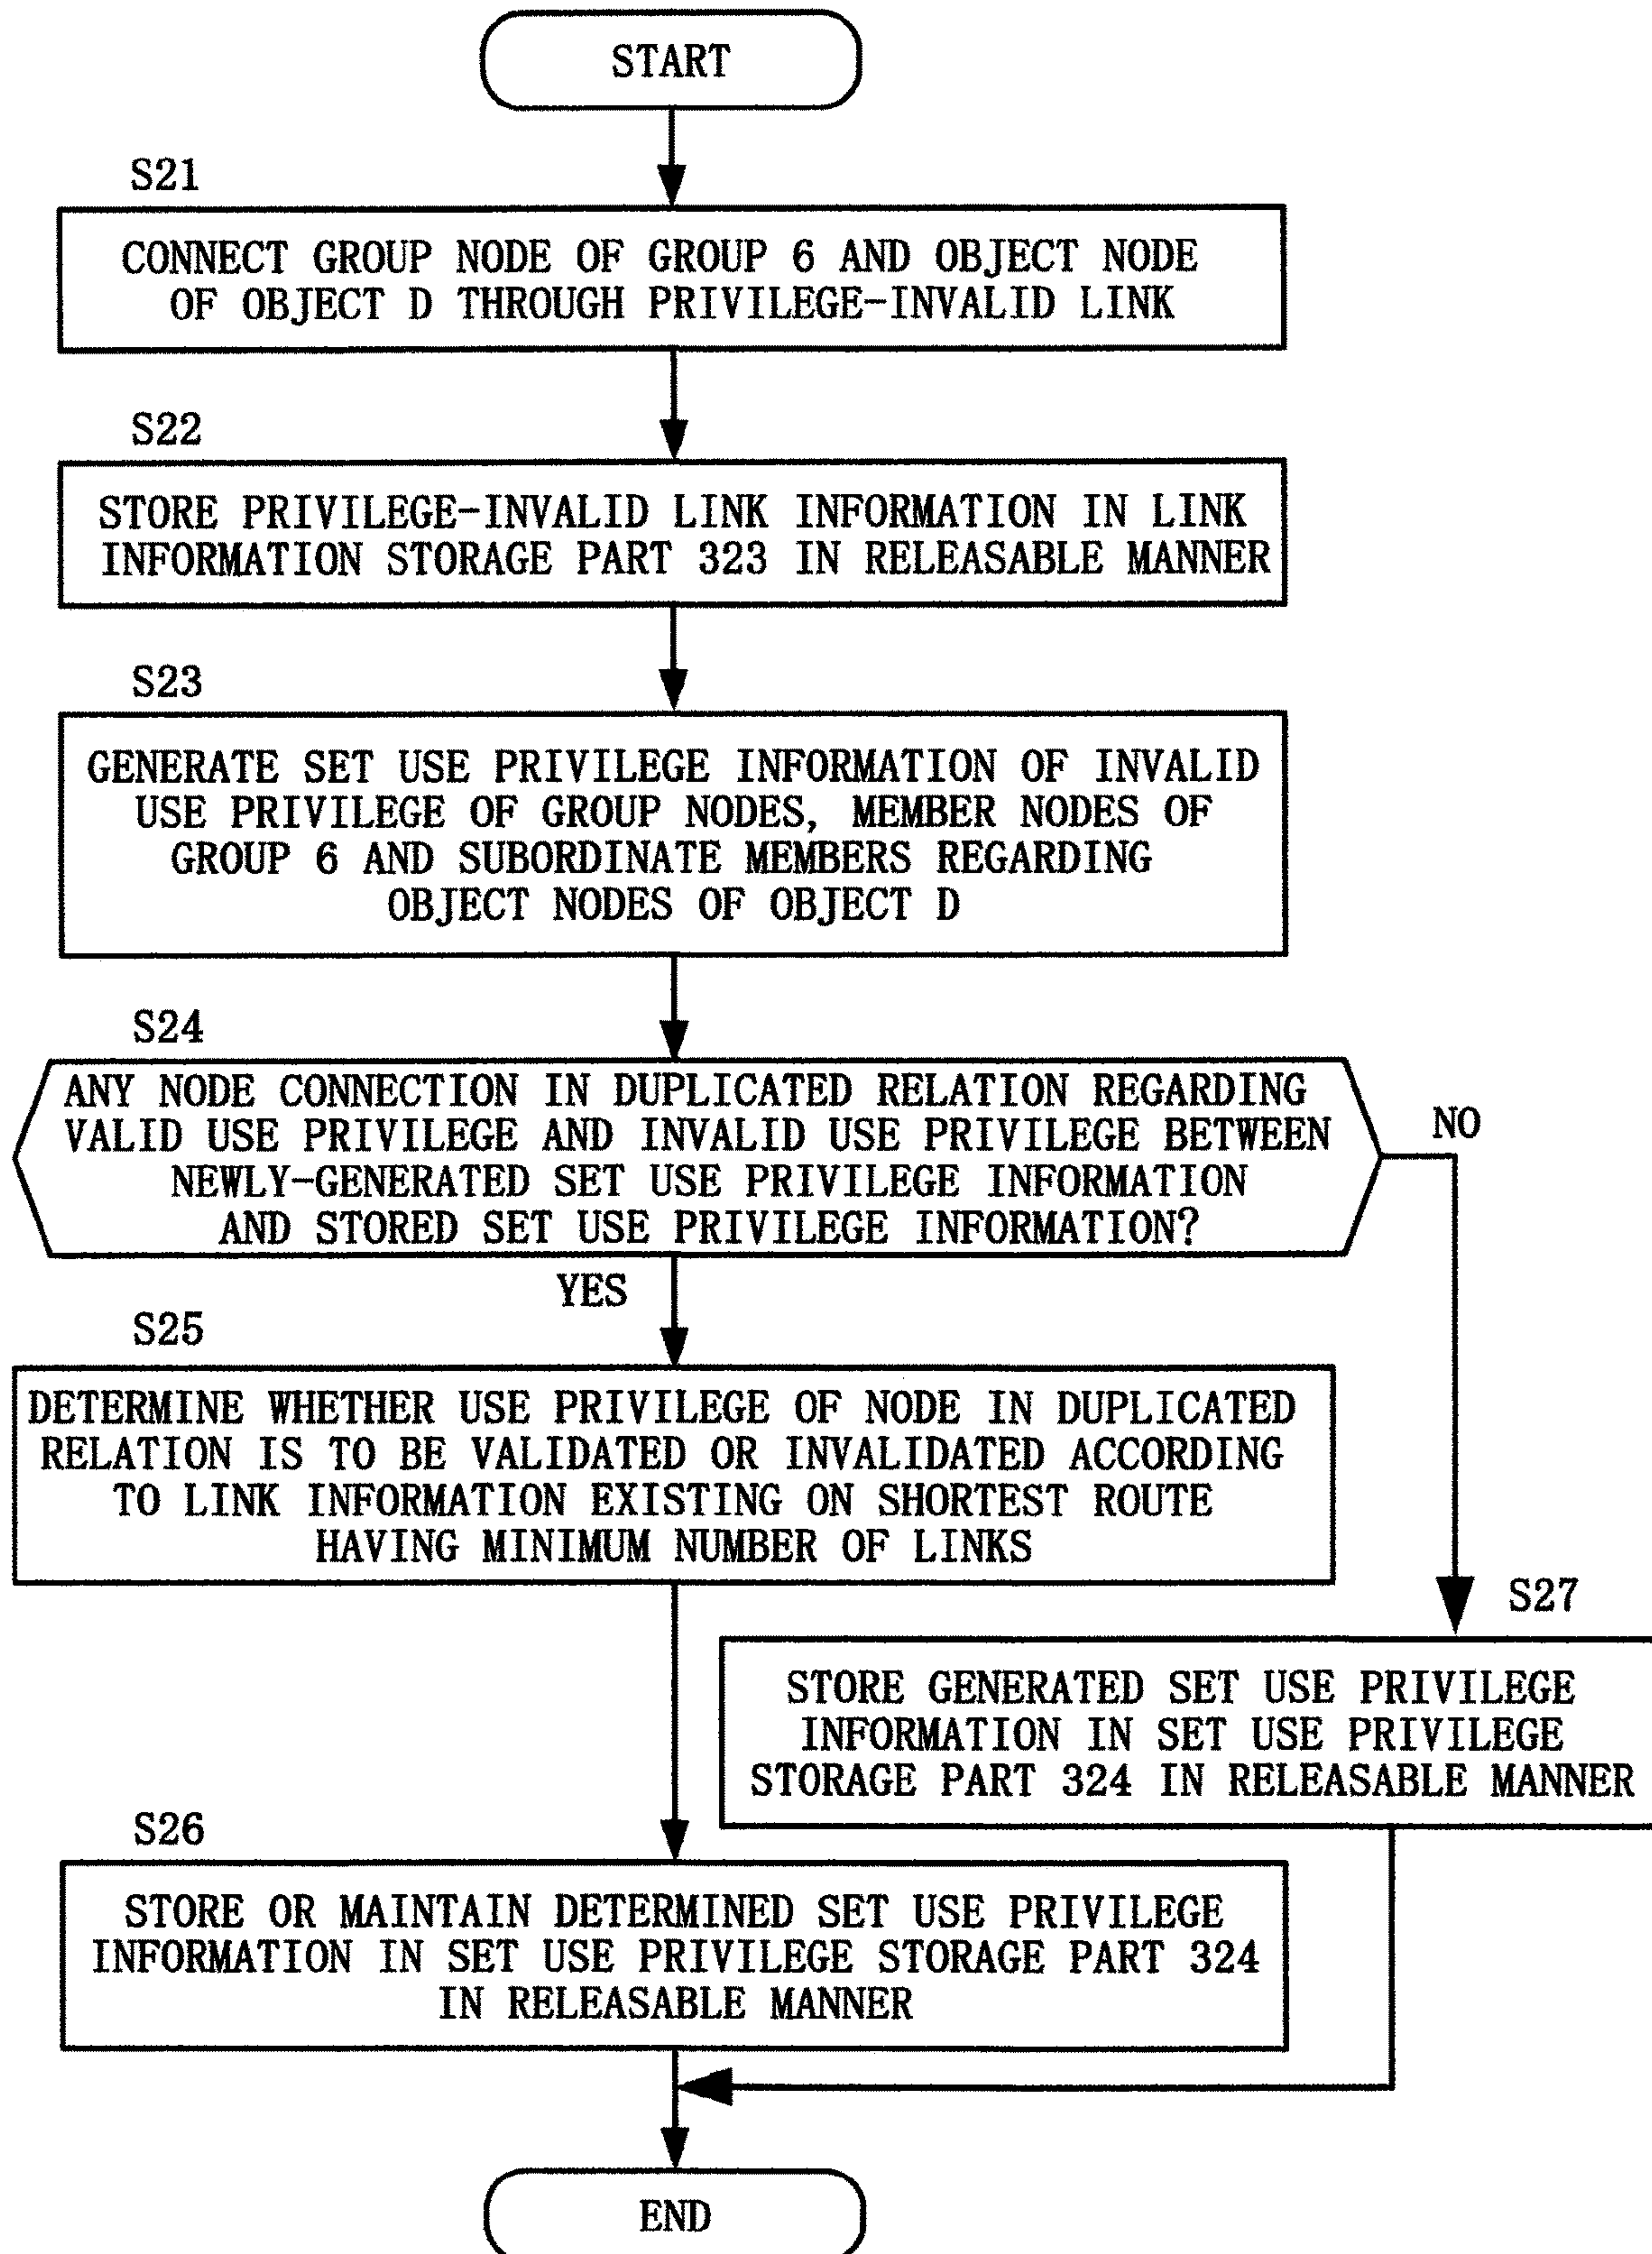 START
S21
CONNECT GROUP NODE OF GROUP 6 AND OBJECT NODE
OF OBJECT D THROUGH PRIVILEGE-INVALID LINK
S22
STORE PRIVILEGE-INVALID LINK INFORMATION IN LINK
INFORMATION STORAGE PART 323 IN RELEASABLE MANNER
S23
GENERATE SET USE PRIVILEGE INFORMATION OF INVALID
USE PRIVILEGE OF GROUP NODES, MEMBER NODES OF
GROUP 6 AND SUBORDINATE MEMBERS REGARDING
OBJECT NODES OF OBJECT D
S24
ANY NODE CONNECTION IN DUPLICATED RELATION REGARDING
VALID USE PRIVILEGE AND INVALID USE PRIVILEGE BETWEEN
NEWLY-GENERATED SET USE PRIVILEGE INFORMATION
AND STORED SET USE PRIVILEGE INFORMATION?
NO
YES
S25
DETERMINE WHETHER USE PRIVILEGE OF NODE IN DUPLICATED
RELATION IS TO BE VALIDATED OR INVALIDATED ACCORDING
TO LINK INFORMATION EXISTING ON SHORTEST ROUTE
HAVING MINIMUM NUMBER OF LINKS
S27
STORE GENERATED SET USE PRIVILEGE
INFORMATION IN SET USE PRIVILEGE
STORAGE PART 324 IN RELEASABLE MANNER
S26
STORE OR MAINTAIN DETERMINED SET USE PRIVILEGE
INFORMATION IN SET USE PRIVILEGE STORAGE PART 324
IN RELEASABLE MANNER
END